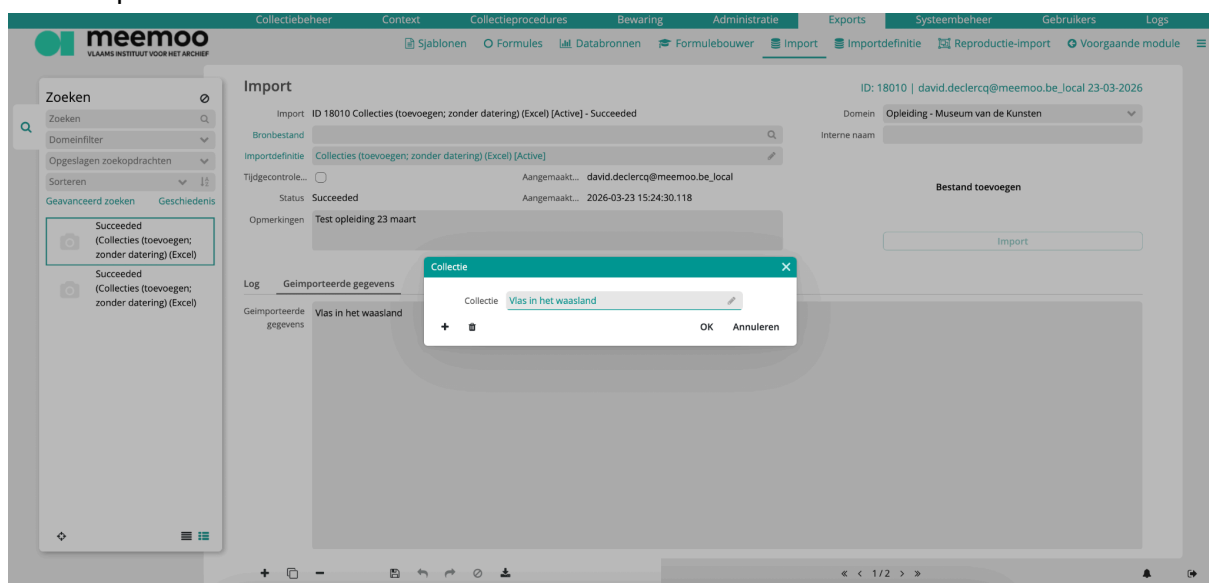 Collectiebeheer Context Collectieprocedures Bewaring Administratie Exports Systeembeheer Gebruikers Logs
meemoo
VLAAMS INSTITUUT VOOR HET ARCHIEF
Sjablonen Formules Databronnen Formulebouwer Import Importdefinitie Reproductie-import Voorgaande module
Zoeken
Zoeken
Domeinfilter
Opgeslagen zoekopdrachten
Sorteren
Geavanceerd zoeken Geschiedenis
Succeeded
(Collecties (toevoegen;
zonder datering) (Excel)
Succeeded
(Collecties (toevoegen;
zonder datering) (Excel)
Import
ID: 18010 | david.declercq@meemoo.be_local 23-03-2026
Import ID 18010 Collecties (toevoegen; zonder datering) (Excel) [Active] - Succeeded
Domein Opleiding - Museum van de Kunsten
Bronbestand
Interne naam
Importdefinitie Collecties (toevoegen; zonder datering) (Excel) [Active]
Tijdgecontrole... Aangemaakt... david.declercq@meemoo.be_local
Bestand toevoegen
Status Succeeded Aangemaakt... 2026-03-23 15:24:30.118
Opmerkingen Test opleiding 23 maart
Import
Log Geimporteerde gegevens
Geimporteerde gegevens Vlas in het waasland
Collectie
Collectie Vlas in het waasland
OK Annuleren
1/2